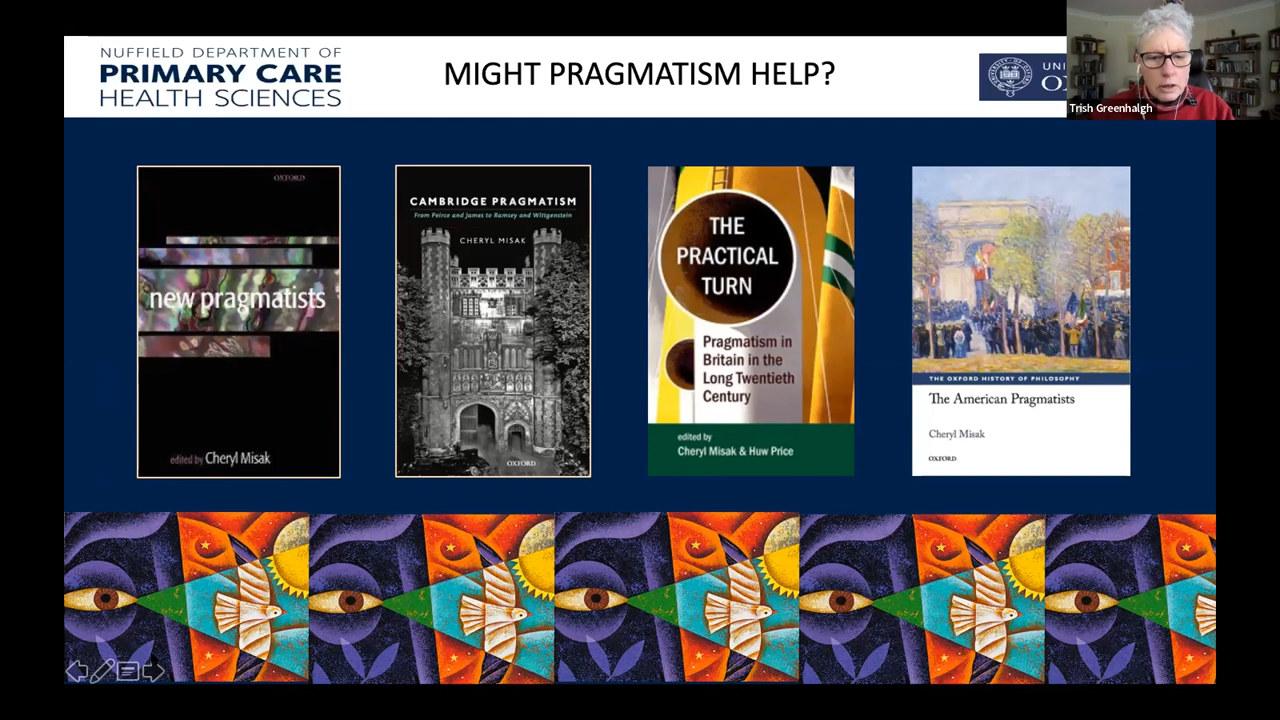 NUFFIELD DEPARTMENT OF
PRIMARY CARE
HEALTH SCIENCES
MIGHT PRAGMATISM HELP?
Trish Greenhalgh
OXFORD
new pragmatists
edited by Cheryl Misak
CAMBRIDGE PRAGMATISM
From Peirce and James to Ramsey and Wittgenstein
CHERYL MISAK
OXFORD
THE
PRACTICAL
TURN
Pragmatism in
Britain in the
Long Twentieth
Century
edited by
Cheryl Misak & Huw Price
THE OXFORD HISTORY OF PHILOSOPHY
The American Pragmatists
Cheryl Misak
OXFORD